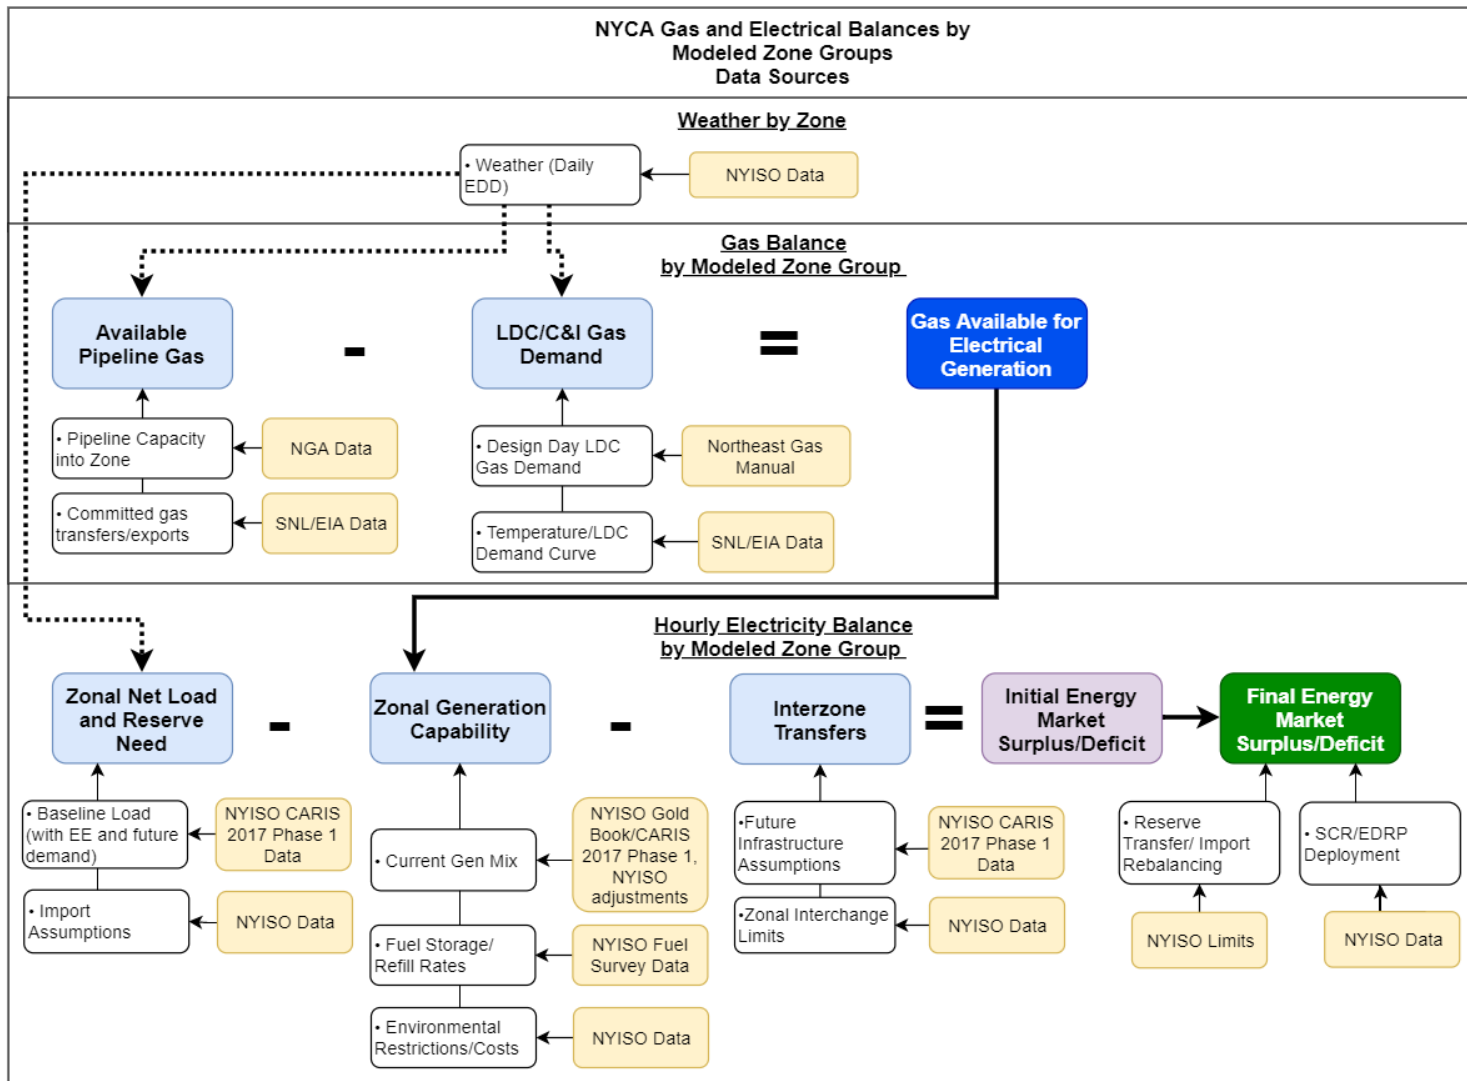 NYCA Gas and Electrical Balances by
Modeled Zone Groups
Data Sources
Weather by Zone
• Weather (Daily
EDD)
NYISO Data
Gas Balance
by Modeled Zone Group
Available
Pipeline Gas
-
LDC/C&I Gas
Demand
=
Gas Available for
Electrical
Generation
• Pipeline Capacity
into Zone
NGA Data
• Committed gas
transfers/exports
SNL/EIA Data
• Design Day LDC
Gas Demand
Northeast Gas
Manual
• Temperature/LDC
Demand Curve
SNL/EIA Data
Hourly Electricity Balance
by Modeled Zone Group
Zonal Net Load
and Reserve
Need
-
Zonal Generation
Capability
-
Interzone
Transfers
=
Initial Energy
Market
Surplus/Deficit
Final Energy
Market
Surplus/Deficit
• Baseline Load
(with EE and future
demand)
NYISO CARIS
2017 Phase 1
Data
• Import
Assumptions
NYISO Data
• Current Gen Mix
NYISO Gold
Book/CARIS
2017 Phase 1,
NYISO
adjustments
• Fuel Storage/
Refill Rates
NYISO Fuel
Survey Data
• Environmental
Restrictions/Costs
NYISO Data
•Future
Infrastructure
Assumptions
NYISO CARIS
2017 Phase 1
Data
•Zonal Interchange
Limits
NYISO Data
• Reserve
Transfer/ Import
Rebalancing
NYISO Limits
• SCR/EDRP
Deployment
NYISO Data